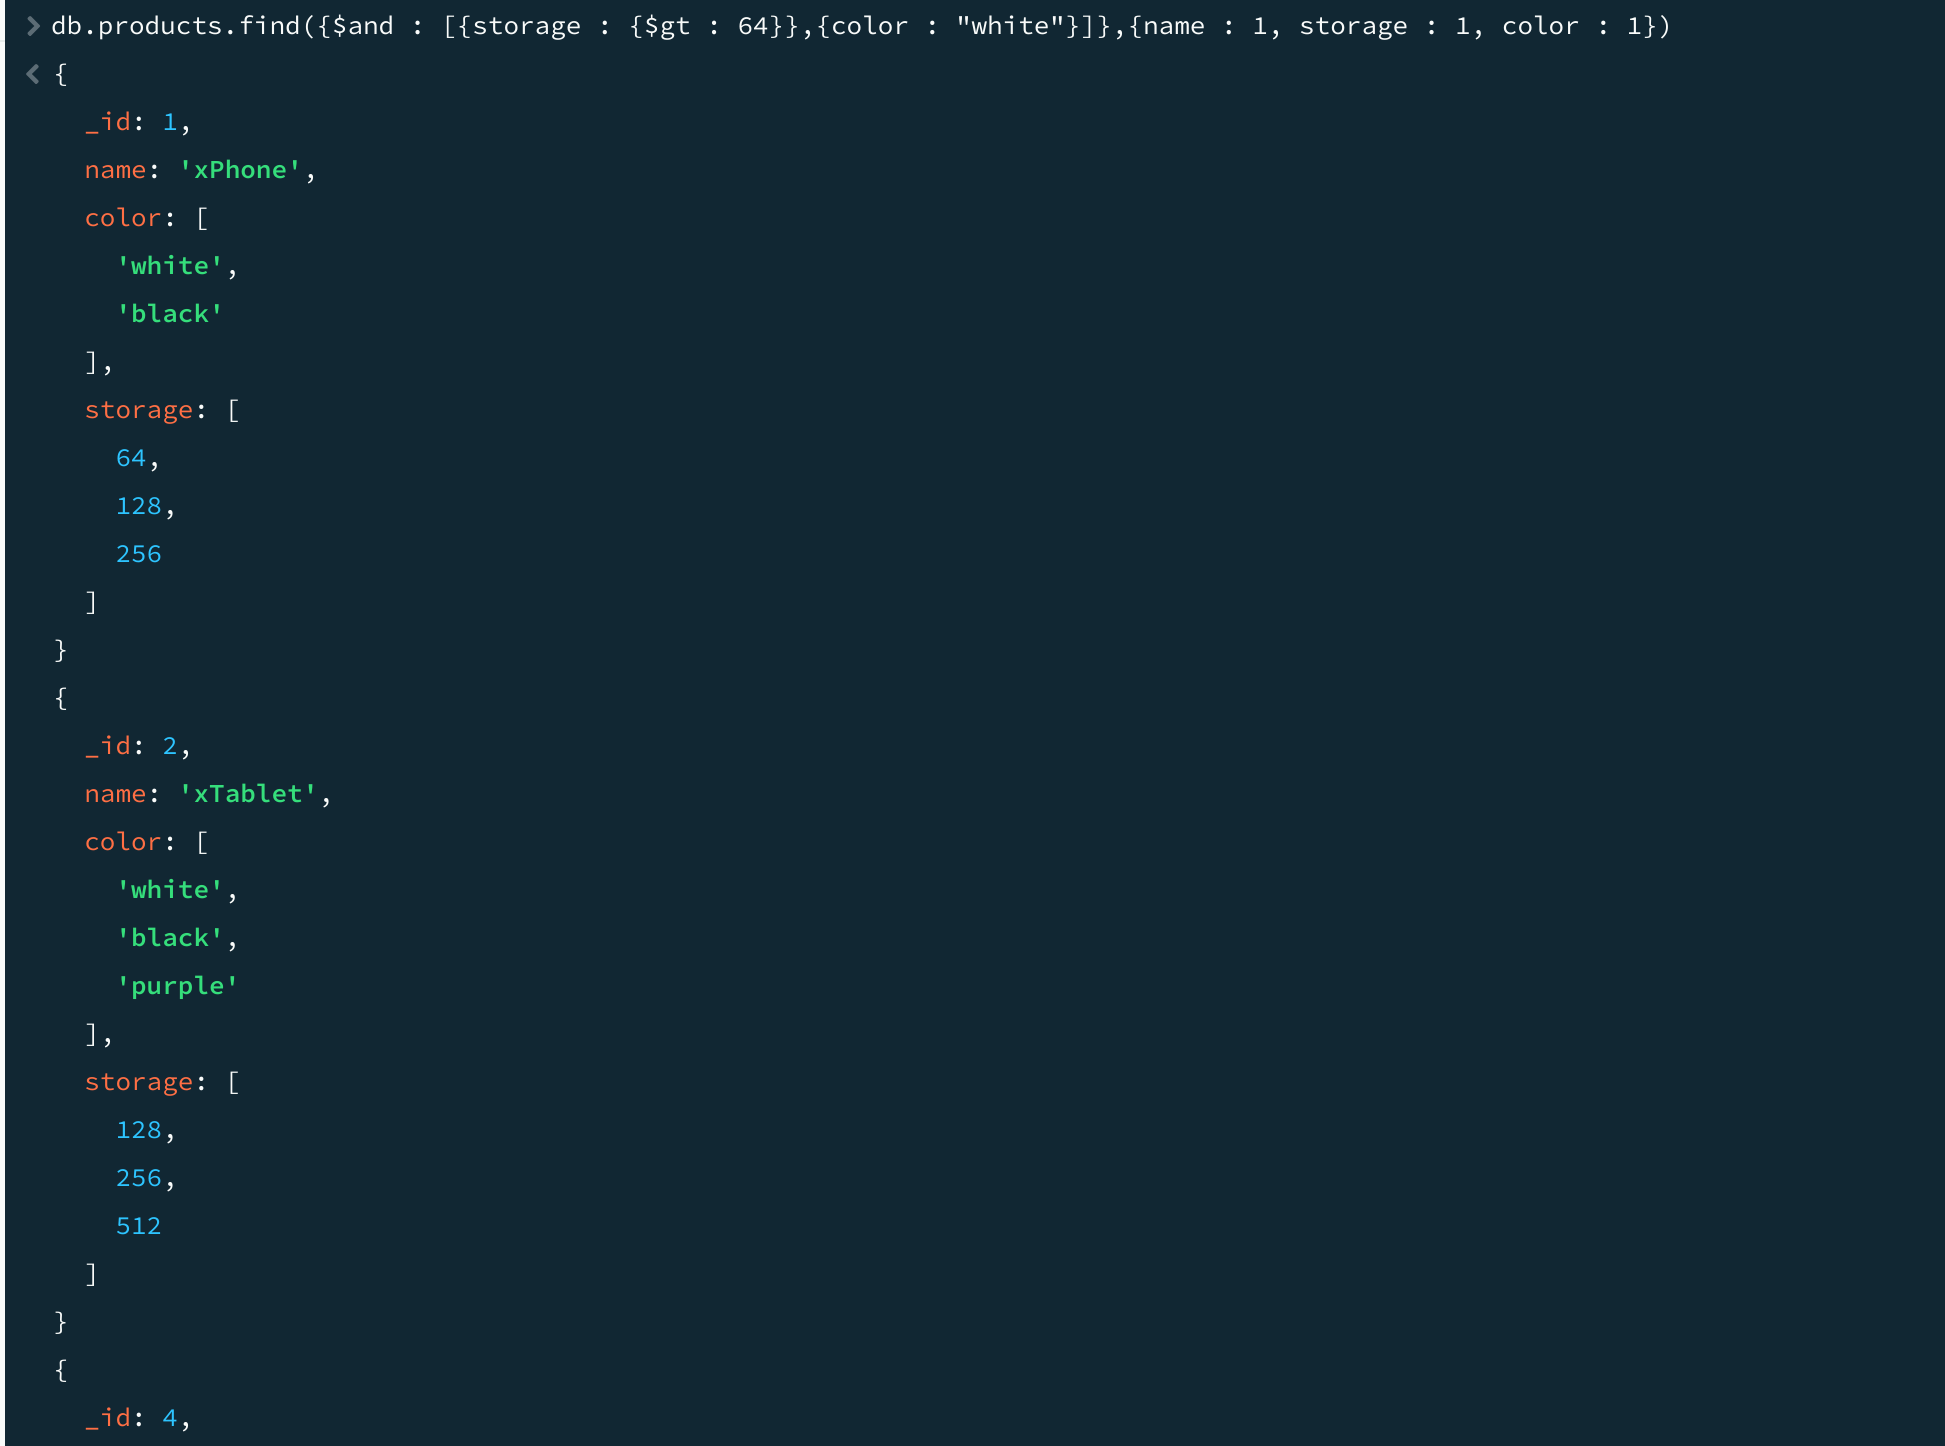 db.products.find({$and : [{storage : {$gt : 64}},{color : "white"}]},{name : 1, storage : 1, color : 1})
{
_id: 1,
name: 'xPhone',
color: [
'white',
'black'
],
storage: [
64,
128,
256
]
}
{
_id: 2,
name: 'xTablet',
color: [
'white',
'black',
'purple'
],
storage: [
128,
256,
512
]
}
{
_id: 4,